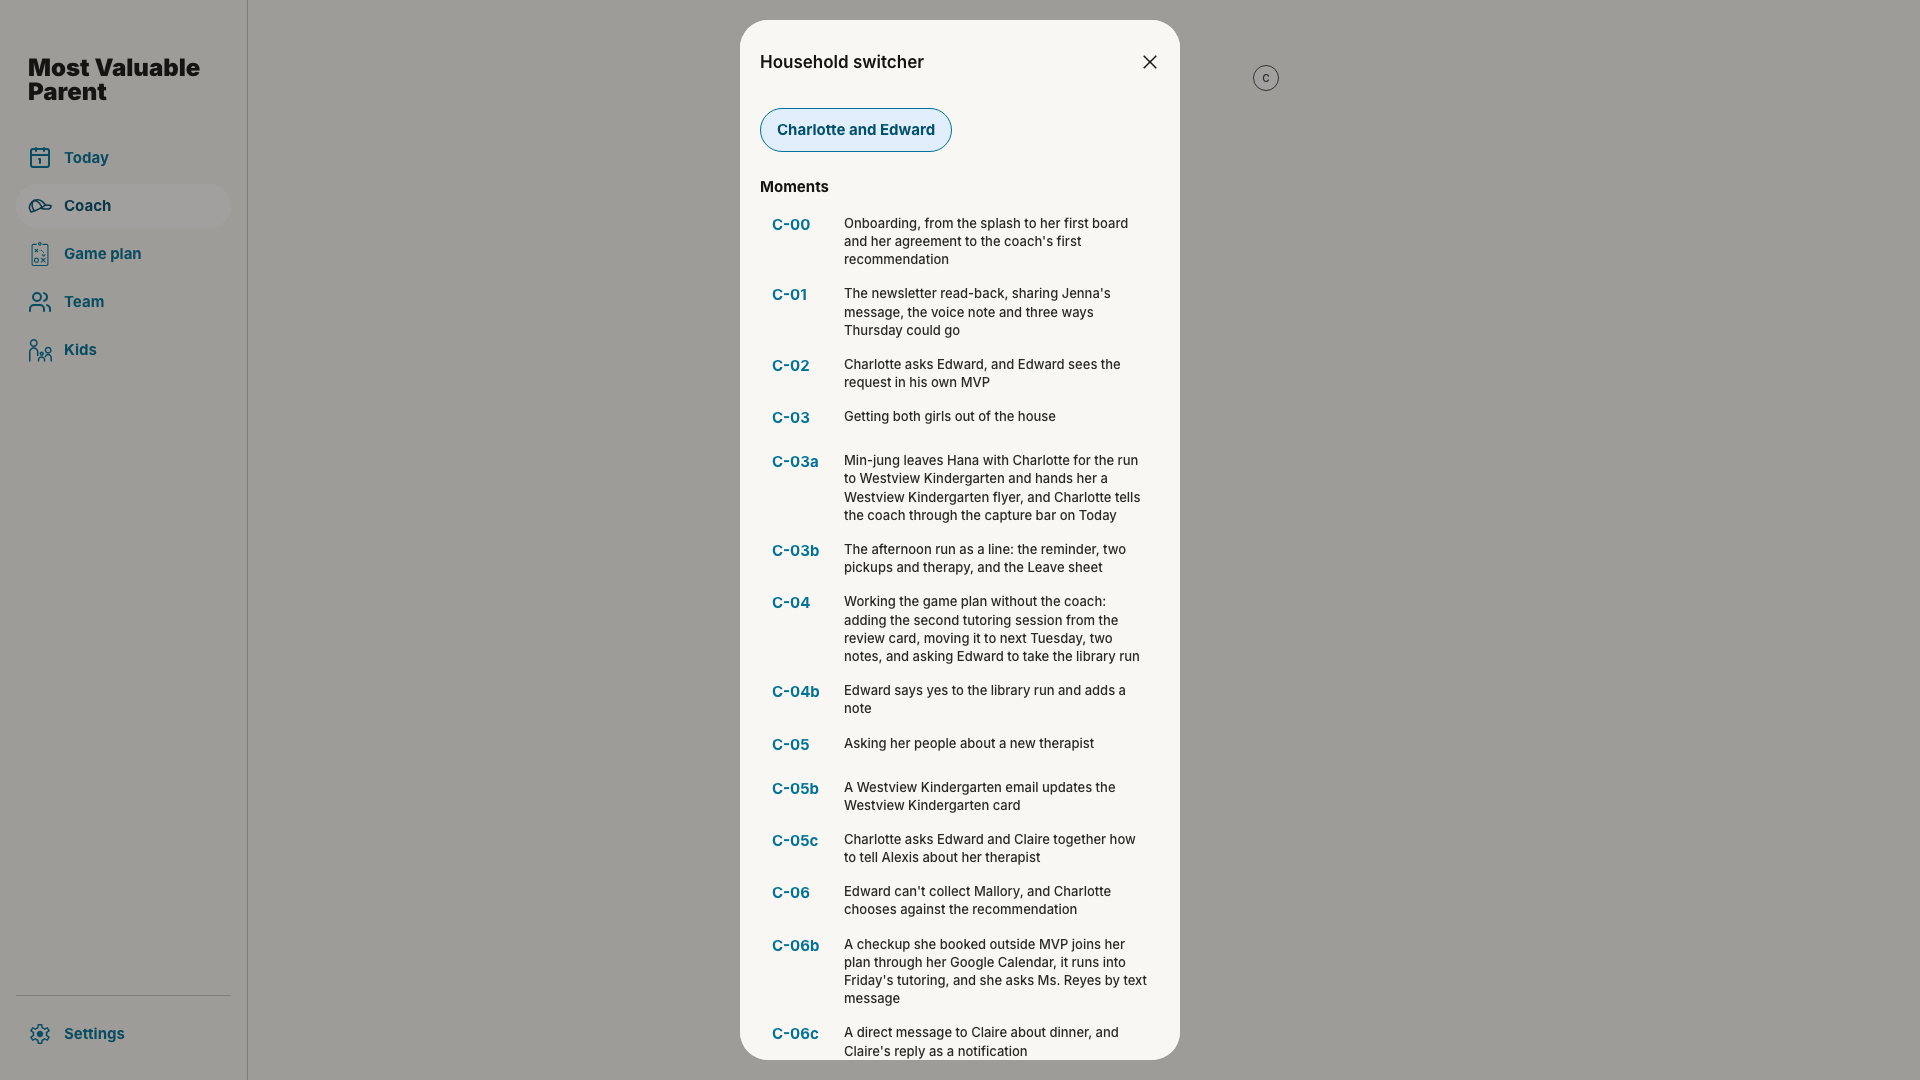 Most Valuable
Parent
Today
Coach
Game plan
Team
Kids
Settings
C
Household switcher
Charlotte and Edward
Moments
C-00 Onboarding, from the splash to her first board
and her agreement to the coach's first
recommendation
C-01 The newsletter read-back, sharing Jenna's
message, the voice note and three ways
Thursday could go
C-02 Charlotte asks Edward, and Edward sees the
request in his own MVP
C-03 Getting both girls out of the house
C-03a Min-jung leaves Hana with Charlotte for the run
to Westview Kindergarten and hands her a
Westview Kindergarten flyer, and Charlotte tells
the coach through the capture bar on Today
C-03b The afternoon run as a line: the reminder, two
pickups and therapy, and the Leave sheet
C-04 Working the game plan without the coach:
adding the second tutoring session from the
review card, moving it to next Tuesday, two
notes, and asking Edward to take the library run
C-04b Edward says yes to the library run and adds a
note
C-05 Asking her people about a new therapist
C-05b A Westview Kindergarten email updates the
Westview Kindergarten card
C-05c Charlotte asks Edward and Claire together how
to tell Alexis about her therapist
C-06 Edward can't collect Mallory, and Charlotte
chooses against the recommendation
C-06b A checkup she booked outside MVP joins her
plan through her Google Calendar, it runs into
Friday's tutoring, and she asks Ms. Reyes by text
message
C-06c A direct message to Claire about dinner, and
Claire's reply as a notification